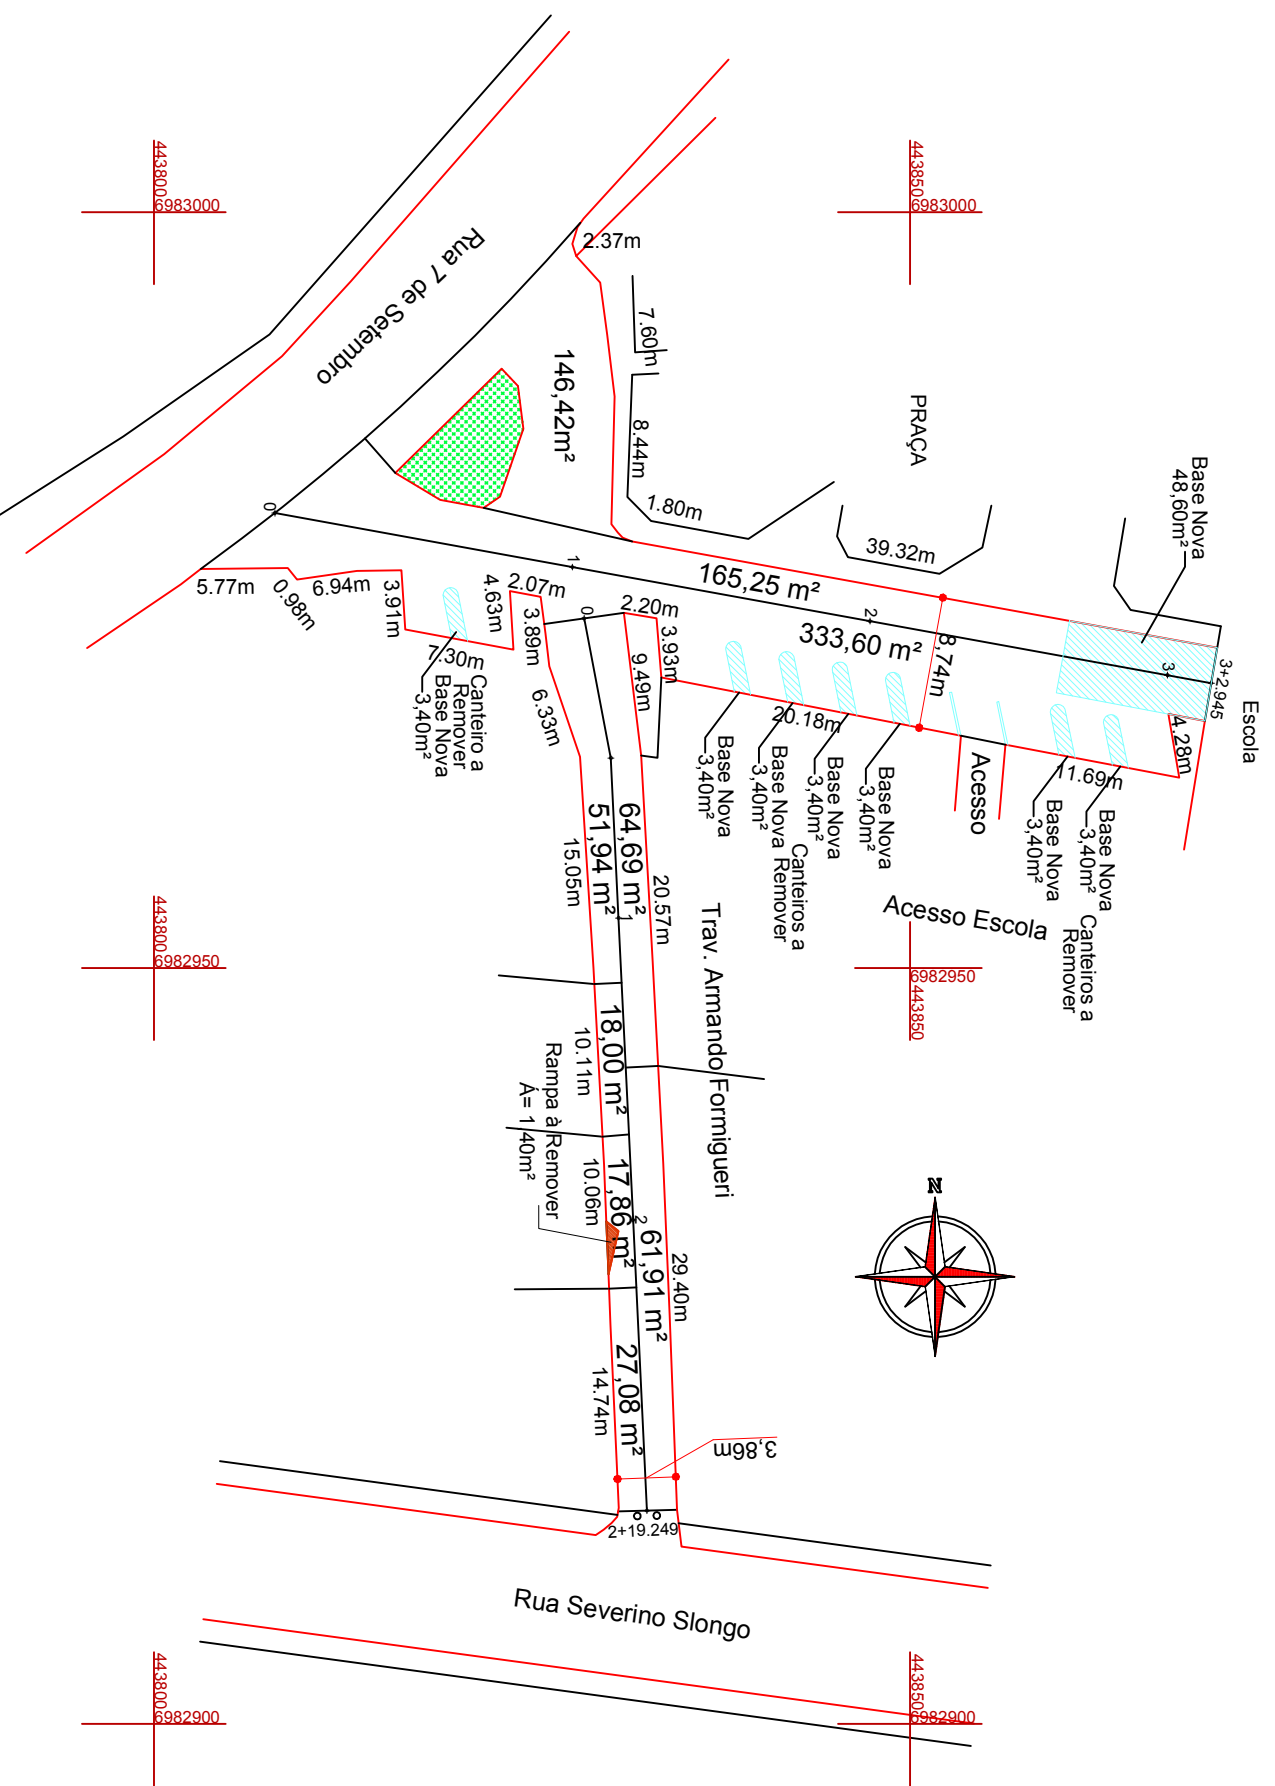 443800
6983000
443850
6983000
Rua 7 de Setembro
2.37m
7.60m
146,42m²
8.44m
1.80m
PRAÇA
39.32m
Base Nova
48,60m²
165,25 m²
333,60 m²
8,74m
0
1
2
3
3+2.945
Escola
4.28m
5.77m
0.98m
6.94m
3.91m
7.30m
4.63m
2.07m
3.89m
0
2.20m
3.93m
9.49m
6.33m
Canteiro a
Remover
Base Nova
3,40m²
20.18m
Base Nova
3,40m²
Base Nova
3,40m²
Canteiros a
Remover
Base Nova
3,40m²
Base Nova
3,40m²
Acesso
11.69m
Base Nova
3,40m²
Base Nova
3,40m²
Canteiros a
Remover
Acesso Escola
64,69 m²
51,94 m²
1
15.05m
20.57m
Trav. Armando Formigueri
443800
6982950
6982950
443850
18,00 m²
10.11m
Rampa à Remover
Á= 1,40m²
10.06m
17,86 m²
2
61,91 m²
29.40m
N
27,08 m²
14.74m
3,86m
2+19.249
Rua Severino Slongo
443800
6982900
443850
6982900